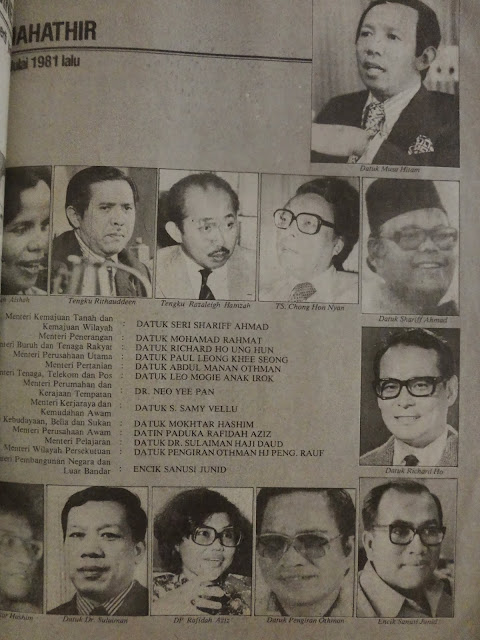 MAHATHIR
1981 lalu
Datuk Musa Hitam
Tengku Rithauddeen
Tengku Razaleigh Hamzah
TS. Chong Hon Nyan
Datuk Shariff Ahmad
Menteri Kemajuan Tanah dan
Kemajuan Wilayah : DATUK SERI SHARIFF AHMAD
Menteri Penerangan : DATUK MOHAMAD RAHMAT
Buruh dan Tenaga Rakyat : DATUK RICHARD HO UNG HUN
Menteri Perusahaan Utama : DATUK PAUL LEONG KHEE SEONG
Menteri Pertanian : DATUK ABDUL MANAN OTHMAN
Tenaga, Telekom dan Pos : DATUK LEO MOGIE ANAK IROK
Menteri Perumahan dan
Kerajaan Tempatan : DR. NEO YEE PAN
Menteri Kerjaraya dan
Kemudahan Awam : DATUK S. SAMY VELLU
Kebudayaan, Belia dan Sukan : DATUK MOKHTAR HASHIM
Menteri Perusahaan Awam : DATIN PADUKA RAFIDAH AZIZ
Menteri Pelajaran : DATUK DR. SULAIMAN HAJI DAUD
Menteri Wilayah Persekutuan : DATUK PENGIRAN OTHMAN HJ PENG. RAUF
Pembangunan Negara dan
Luar Bandar : ENCIK SANUSI JUNID
Datuk Richard Ho
Hashim
Datuk Dr. Sulaiman
DP. Rafidah Aziz
Datuk Pengiran Othman
Encik Sanusi Junid